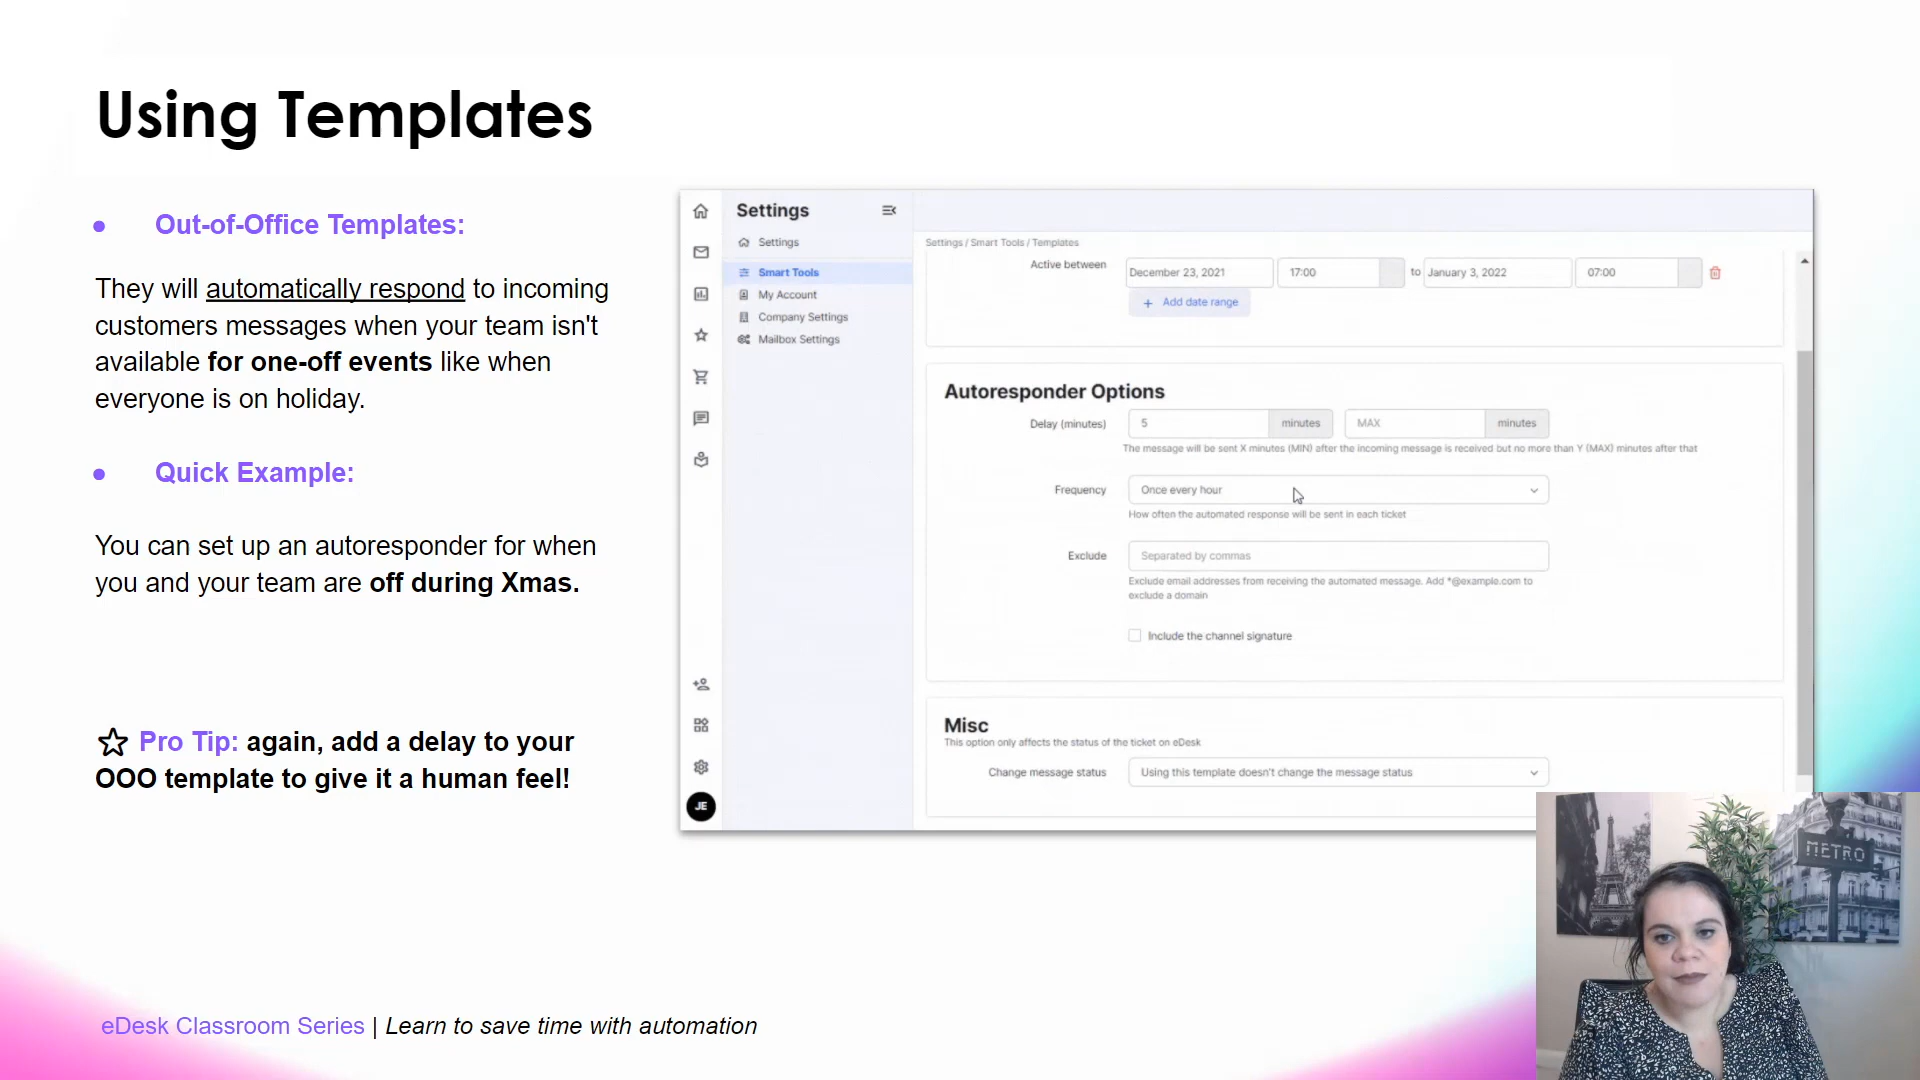 Using Templates
Out-of-Office Templates:
They will automatically respond to incoming
customers messages when your team isn't
available for one-off events like when
everyone is on holiday.
Quick Example:
You can set up an autoresponder for when
you and your team are off during Xmas.
Pro Tip: again, add a delay to your
OOO template to give it a human feel!
Settings
Settings
Smart Tools
My Account
Company Settings
Mailbox Settings
JE
Settings / Smart Tools / Templates
Active between December 23, 2021 17:00 to January 3, 2022 07:00
+ Add date range
Autoresponder Options
Delay (minutes) 5 minutes MAX minutes
The message will be sent X minutes (MIN) after the incoming message is received but no more than Y (MAX) minutes after that
Frequency Once every hour
How often the automated response will be sent in each ticket
Exclude Separated by commas
Exclude email addresses from receiving the automated message. Add *@example.com to
exclude a domain
Include the channel signature
Misc
This option only affects the status of the ticket on eDesk
Change message status Using this template doesn't change the message status
METRO
eDesk Classroom Series | Learn to save time with automation